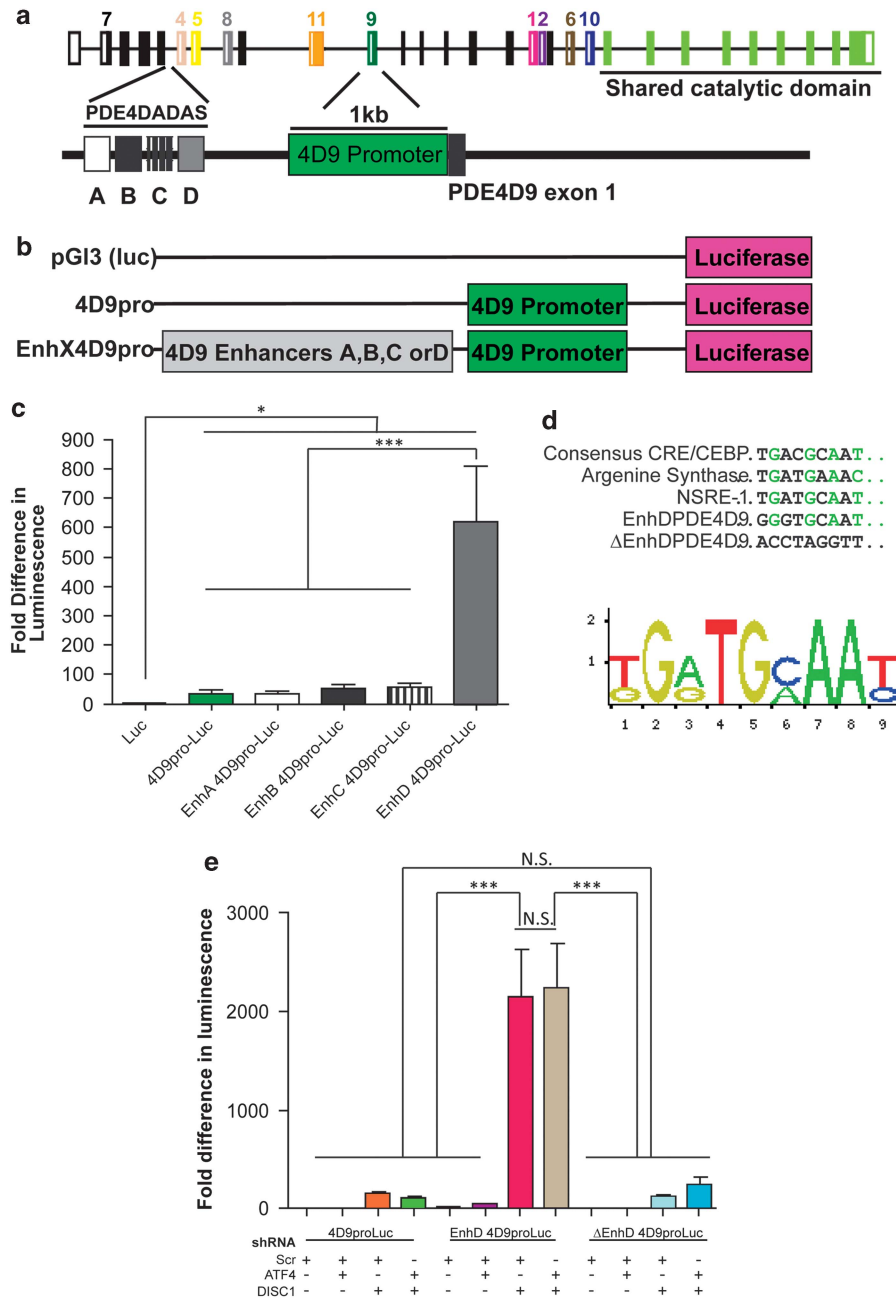 a
7 4 5 8 11 9 1 2 6 10
PDE4DADAS
1kb
Shared catalytic domain
4D9 Promoter
A B C D
PDE4D9 exon 1
b
pGl3 (luc)
Luciferase
4D9pro
4D9 Promoter
Luciferase
EnhX4D9pro
4D9 Enhancers A,B,C orD
4D9 Promoter
Luciferase
c
Fold Difference in
Luminescence
900
800
700
600
500
400
300
200
100
0
*
***
Luc
4D9pro-Luc
EnhA 4D9pro-Luc
EnhB 4D9pro-Luc
EnhC 4D9pro-Luc
EnhD 4D9pro-Luc
d
Consensus CRE/CEBP. . TGACGCAAT. .
Argenine Synthase. . TGATGAAAC. .
NSRE-1. . TGATGCAAT. .
EnhDPDE4D9. . GGGTGCAAT. .
ΔEnhDPDE4D9. . ACCTAGGTT. .
2
1
T G A T G C A A T
G G A C
1 2 3 4 5 6 7 8 9
e
Fold difference in luminescence
3000
2000
1000
0
N.S.
*** ***
N.S.
4D9proLuc EnhD 4D9proLuc ΔEnhD 4D9proLuc
shRNA
Scr + + + - + + + - + + + -
ATF4 - + - + - + - + - + - +
DISC1 - - + + - - + + - - + +